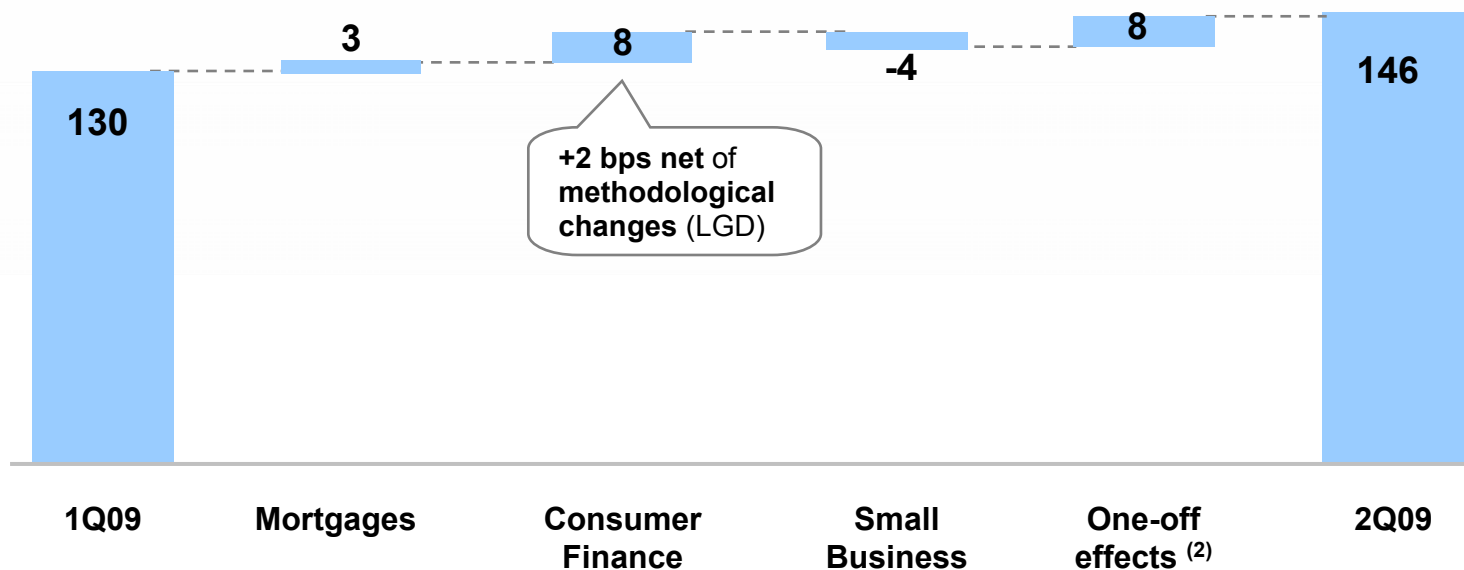 3
8
8
-4
130
146
+2 bps net of
methodological
changes (LGD)
1Q09
Mortgages
Consumer
Finance
Small
Business
One-off
effects (2)
2Q09